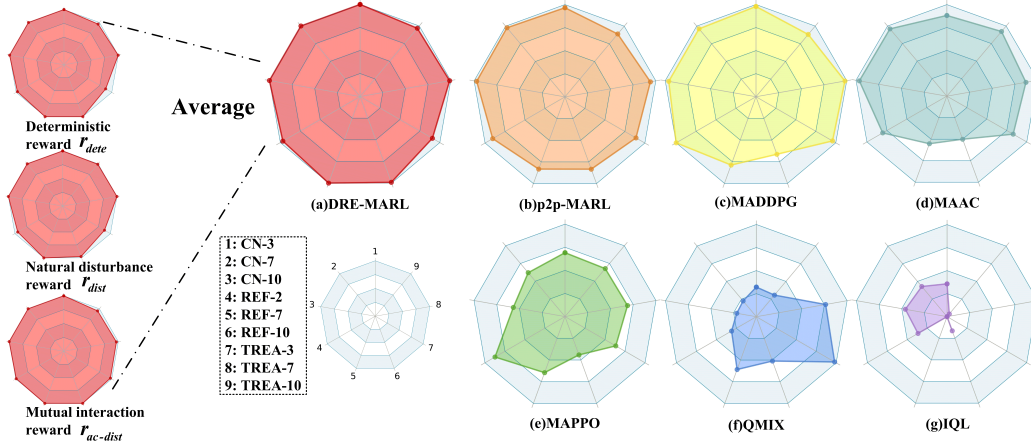 Deterministic
reward r_dete
Average
Natural disturbance
reward r_dist
Mutual interaction
reward r_ac-dist
(a)DRE-MARL
(b)p2p-MARL
(c)MADDPG
(d)MAAC
1: CN-3
2: CN-7
3: CN-10
4: REF-2
5: REF-7
6: REF-10
7: TREA-3
8: TREA-7
9: TREA-10
1
2
3
4
5
6
7
8
9
(e)MAPPO
(f)QMIX
(g)IQL